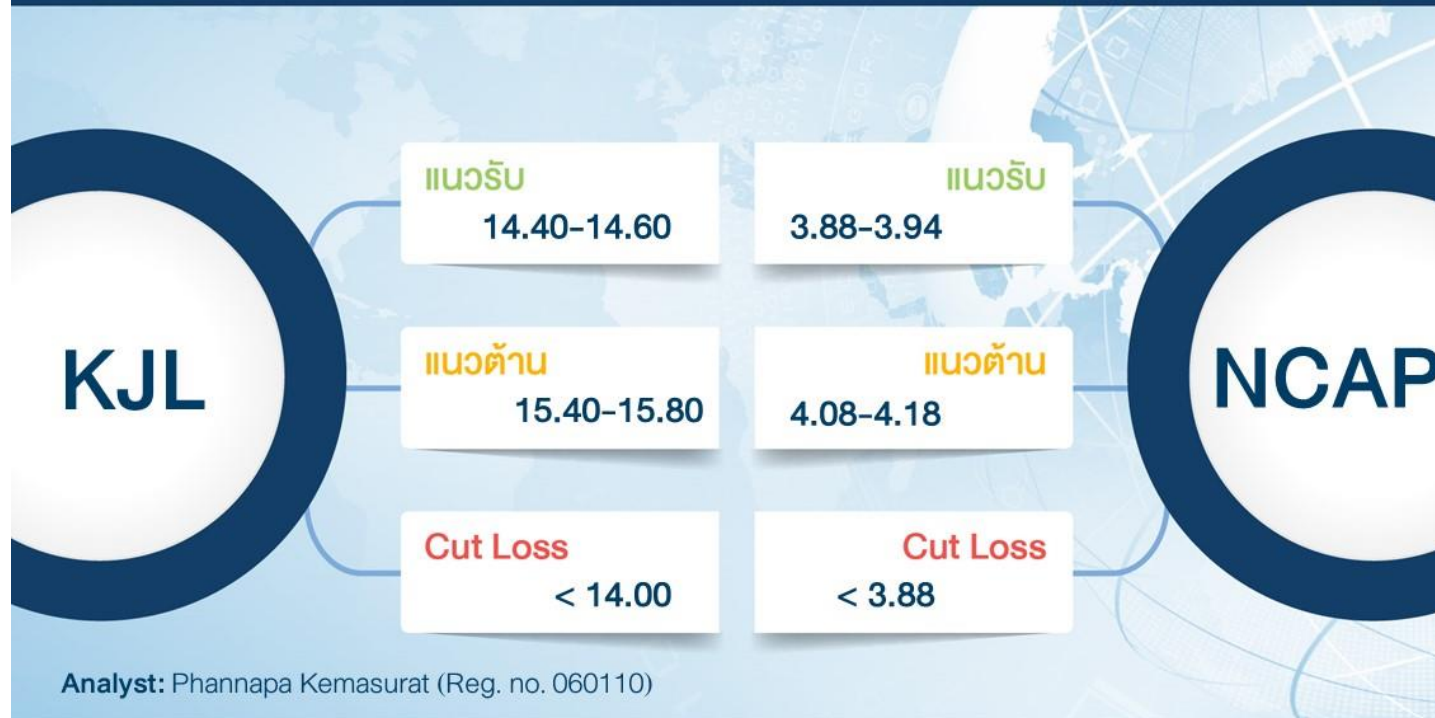 KJL
แนวรับ
14.40-14.60
แนวต้าน
15.40-15.80
Cut Loss
< 14.00
NCAP
แนวรับ
3.88-3.94
แนวต้าน
4.08-4.18
Cut Loss
< 3.88
Analyst: Phannapa Kemasurat (Reg. no. 060110)